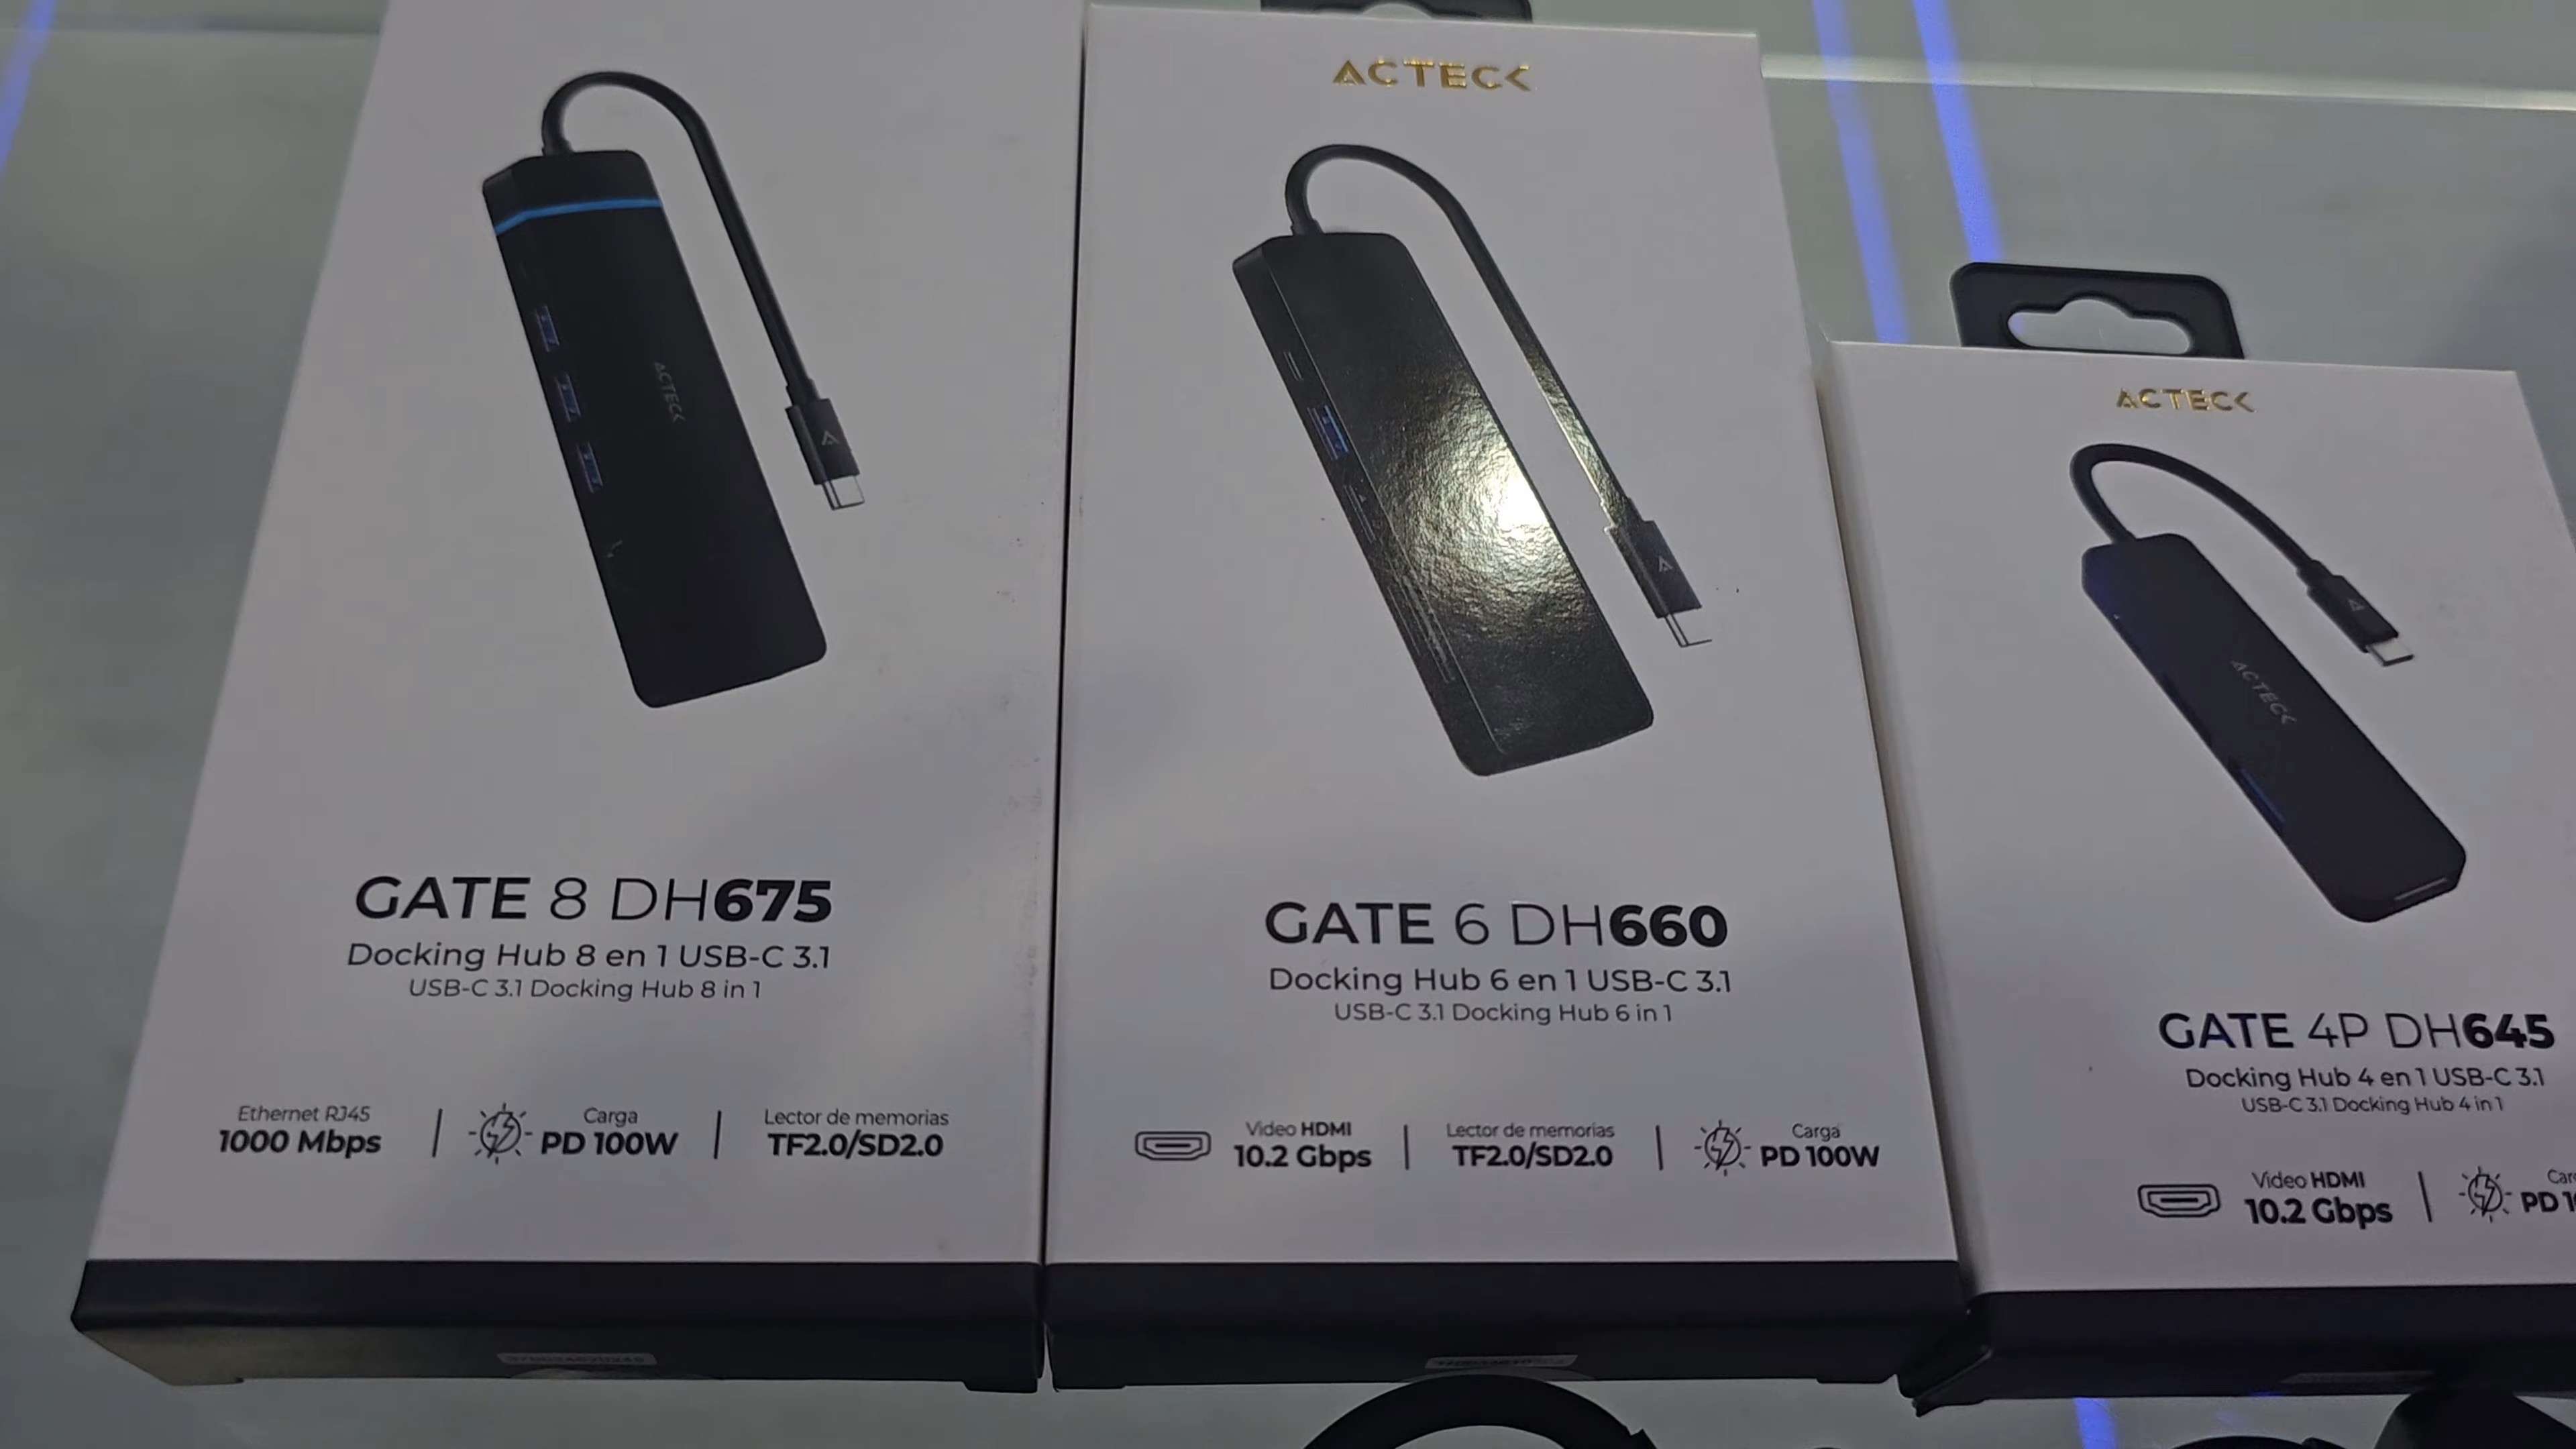 ACTECK
GATE 8 DH675
Docking Hub 8 en 1 USB-C 3.1
USB-C 3.1 Docking Hub 8 in 1
Ethernet RJ45
1000 Mbps
Carga
PD 100W
Lector de memorias
TF2.0/SD2.0
ACTECK
GATE 6 DH660
Docking Hub 6 en 1 USB-C 3.1
USB-C 3.1 Docking Hub 6 in 1
Video HDMI
10.2 Gbps
Lector de memorias
TF2.0/SD2.0
Carga
PD 100W
ACTECK
ACTECK
GATE 4P DH645
Docking Hub 4 en 1 USB-C 3.1
USB-C 3.1 Docking Hub 4 in 1
Video HDMI
10.2 Gbps
PD